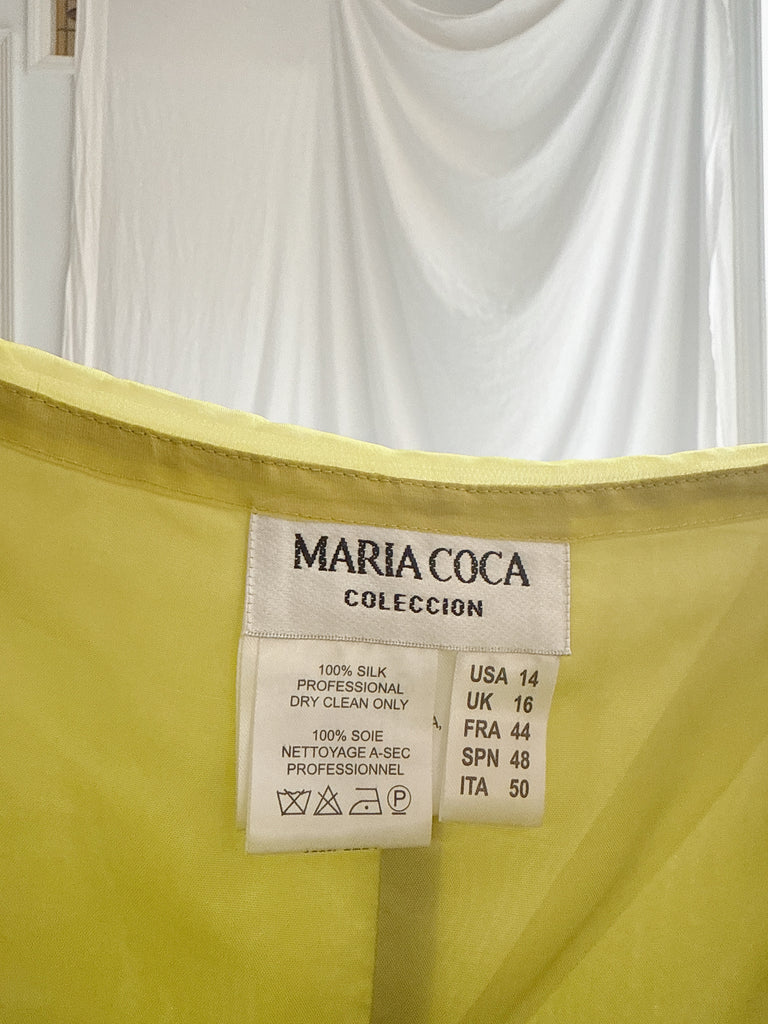 MARIA COCA
COLECCION
100% SILK
PROFESSIONAL
DRY CLEAN ONLY
100% SOIE
NETTOYAGE A-SEC
PROFESSIONNEL
P
A,
USA 14
UK 16
FRA 44
SPN 48
ITA 50